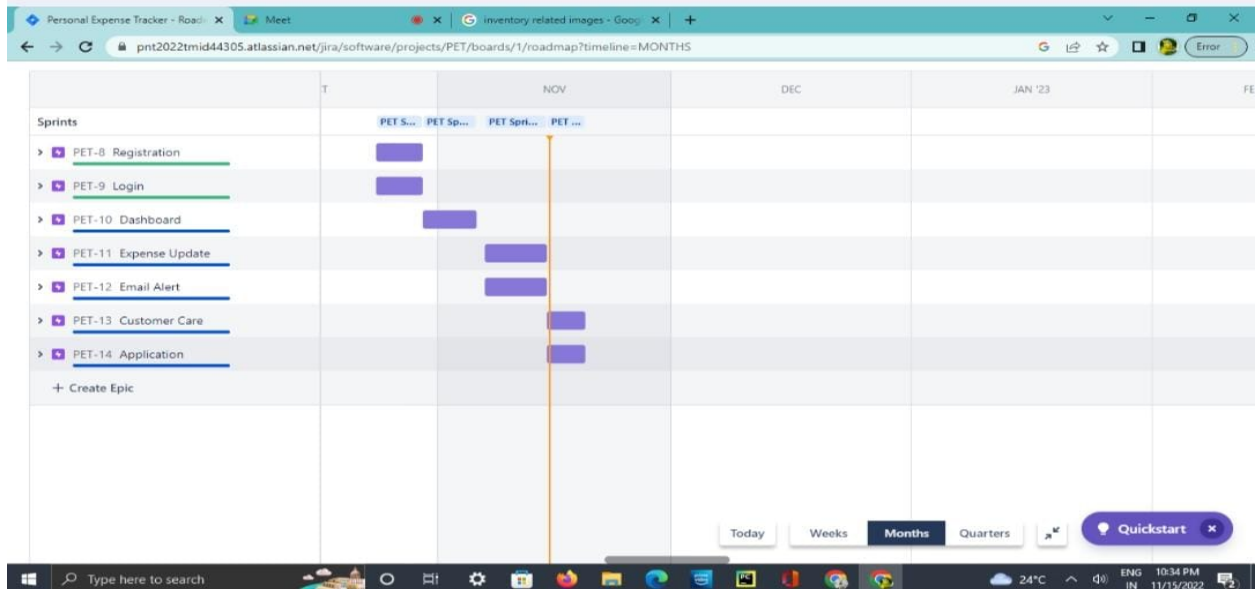 Personal Expense Tracker - Road
Meet
inventory related images - Goog
pnt2022tmid44305.atlassian.net/jira/software/projects/PET/boards/1/roadmap?timeline=MONTHS
Error
T
NOV
DEC
JAN '23
FE
Sprints
PET S... PET Sp... PET Spri... PET ...
PET-8 Registration
PET-9 Login
PET-10 Dashboard
PET-11 Expense Update
PET-12 Email Alert
PET-13 Customer Care
PET-14 Application
+ Create Epic
Today
Weeks
Months
Quarters
Quickstart
Type here to search
24°C
ENG
IN
10:34 PM
11/15/2022